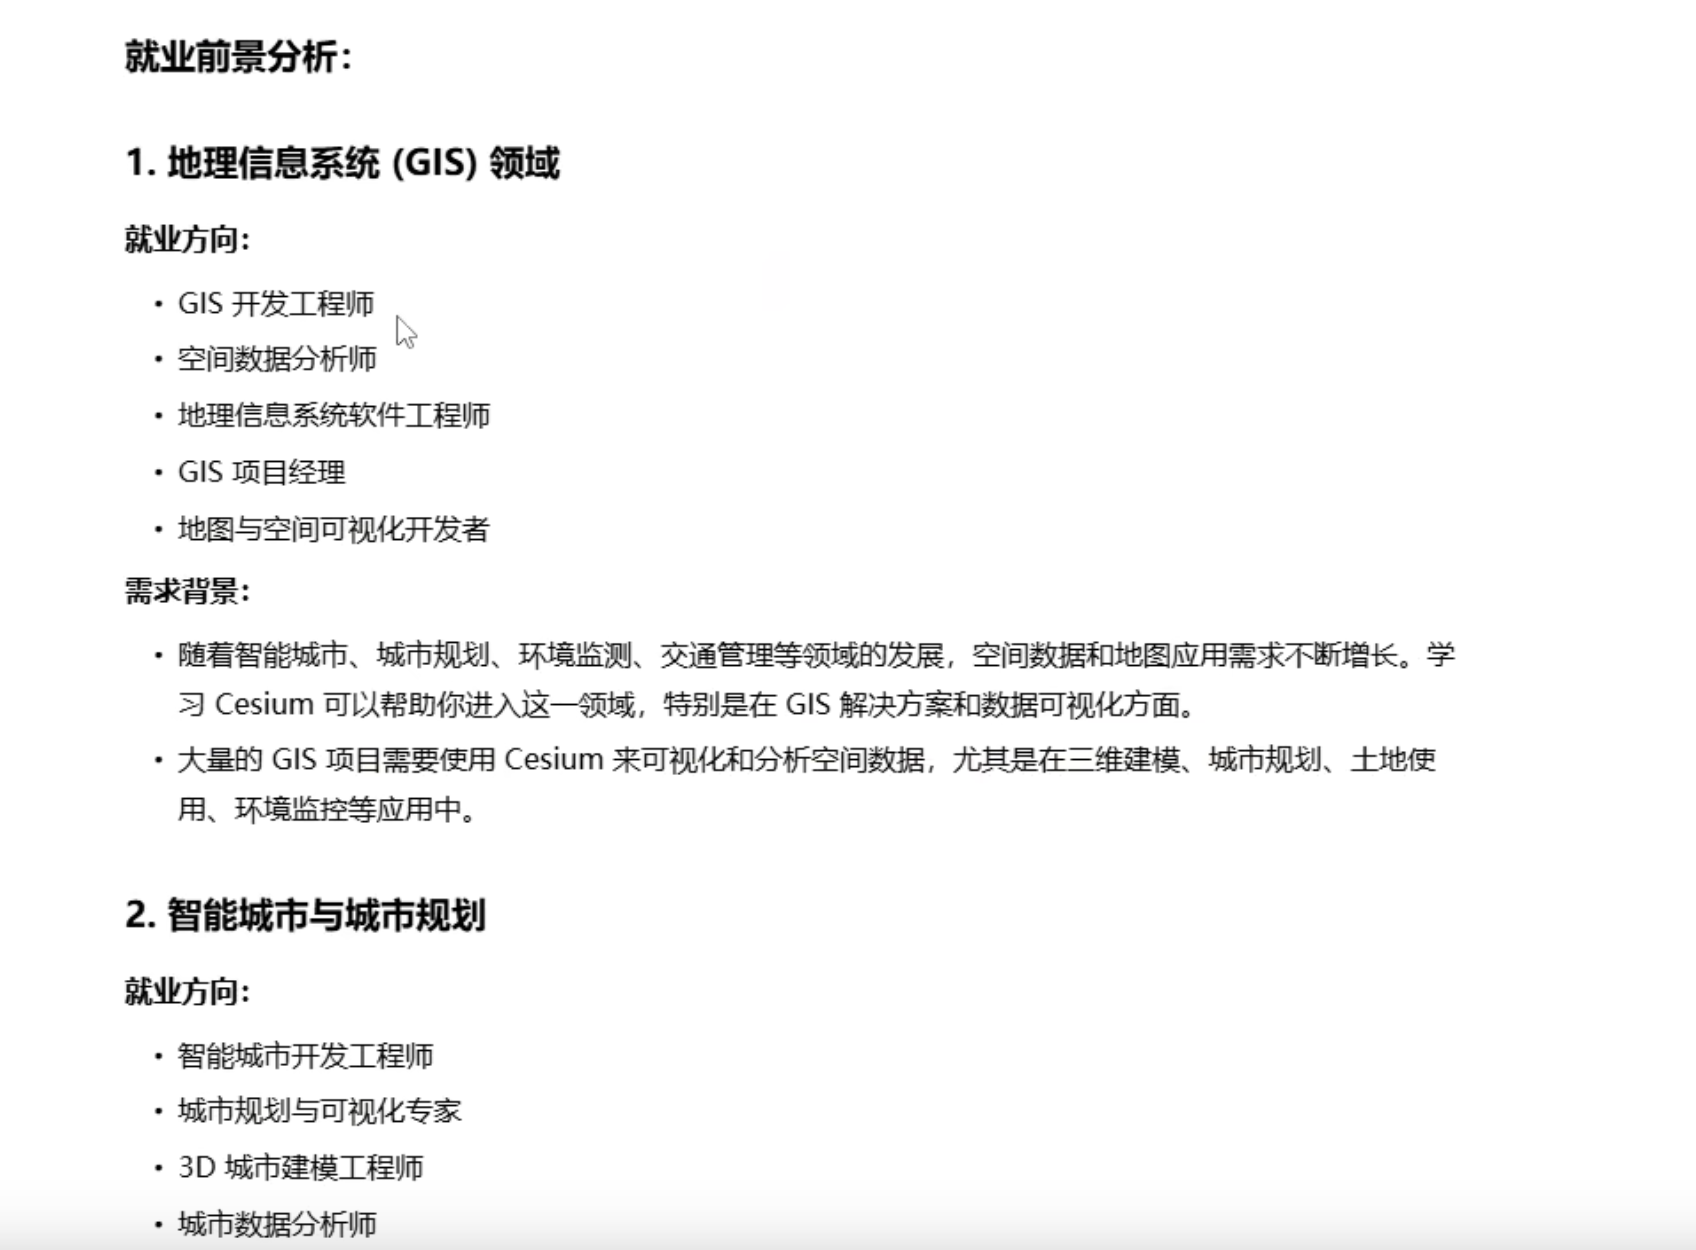 就业前景分析：
1. 地理信息系统 (GIS) 领域
就业方向：
• GIS 开发工程师
• 空间数据分析师
• 地理信息系统软件工程师
• GIS 项目经理
• 地图与空间可视化开发者
需求背景：
• 随着智能城市、城市规划、环境监测、交通管理等领域的发展，空间数据和地图应用需求不断增长。学
习 Cesium 可以帮助你进入这一领域，特别是在 GIS 解决方案和数据可视化方面。
• 大量的 GIS 项目需要使用 Cesium 来可视化和分析空间数据，尤其是在三维建模、城市规划、土地使
用、环境监控等应用中。
2. 智能城市与城市规划
就业方向：
• 智能城市开发工程师
• 城市规划与可视化专家
• 3D 城市建模工程师
• 城市数据分析师